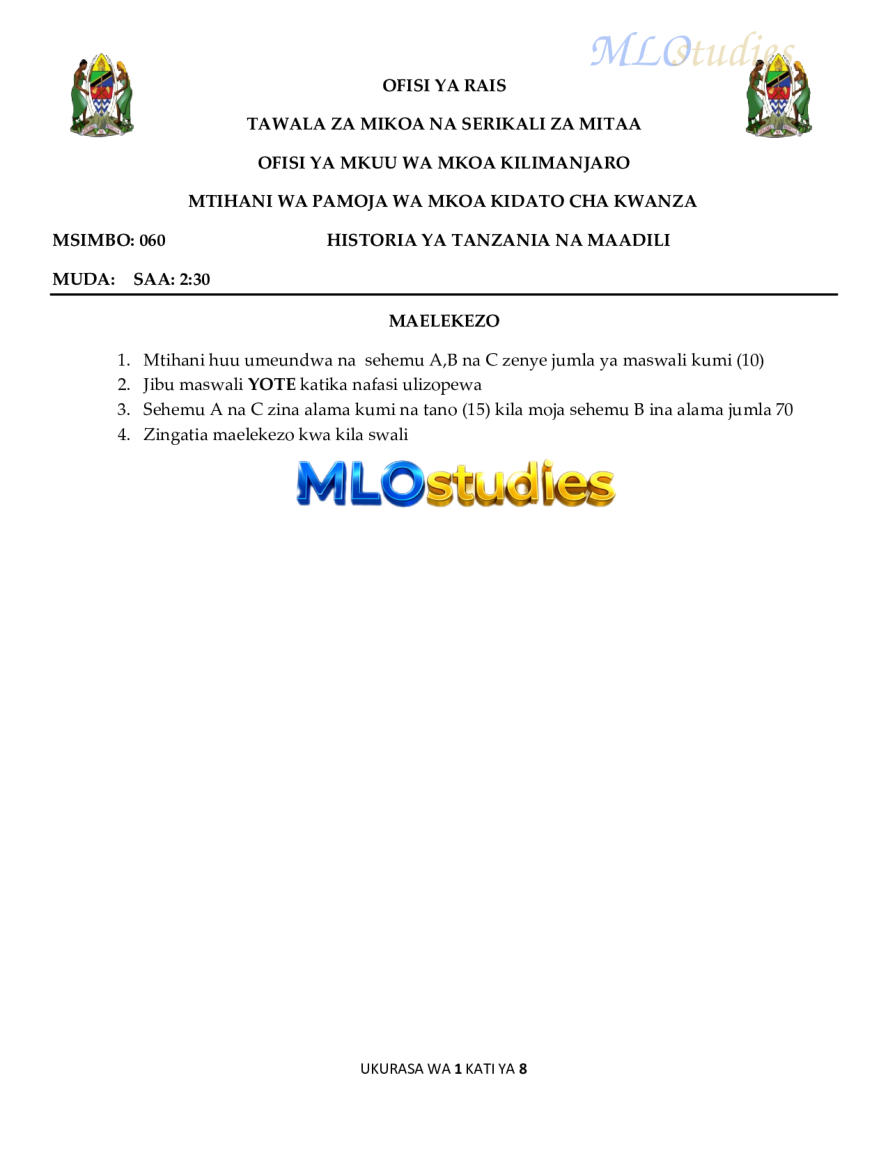 MLOstudies
OFISI YA RAIS
TAWALA ZA MIKOA NA SERIKALI ZA MITAA
OFISI YA MKUU WA MKOA KILIMANJARO
MTIHANI WA PAMOJA WA MKOA KIDATO CHA KWANZA
MSIMBO: 060 HISTORIA YA TANZANIA NA MAADILI
MUDA: SAA: 2:30
MAELEKEZO
1. Mtihani huu umeundwa na sehemu A,B na C zenye jumla ya maswali kumi (10)
2. Jibu maswali YOTE katika nafasi ulizopewa
3. Sehemu A na C zina alama kumi na tano (15) kila moja sehemu B ina alama jumla 70
4. Zingatia maelekezo kwa kila swali
MLOstudies
UKURASA WA 1 KATI YA 8